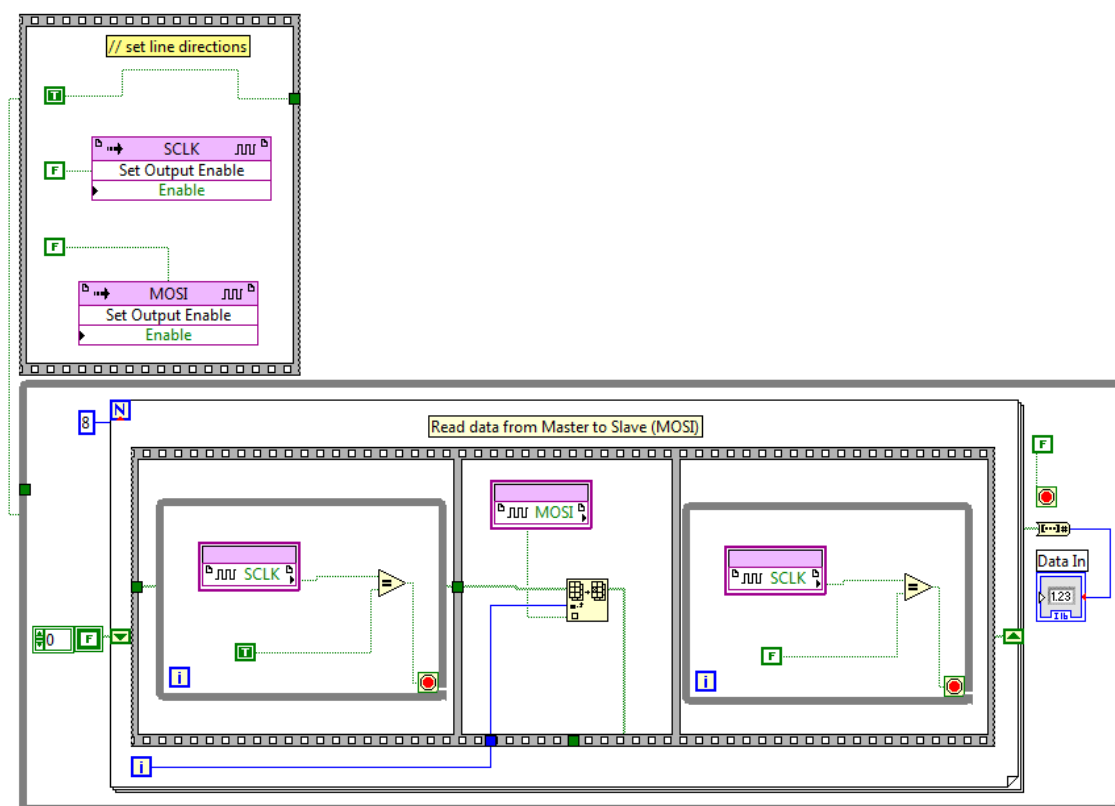 // set line directions
T
SCLK
F
Set Output Enable
Enable
F
MOSI
Set Output Enable
Enable
8
N
Read data from Master to Slave (MOSI)
F
MOSI
SCLK
SCLK
=
=
Data In
1.23
I16
0
F
T
F
i
i
i